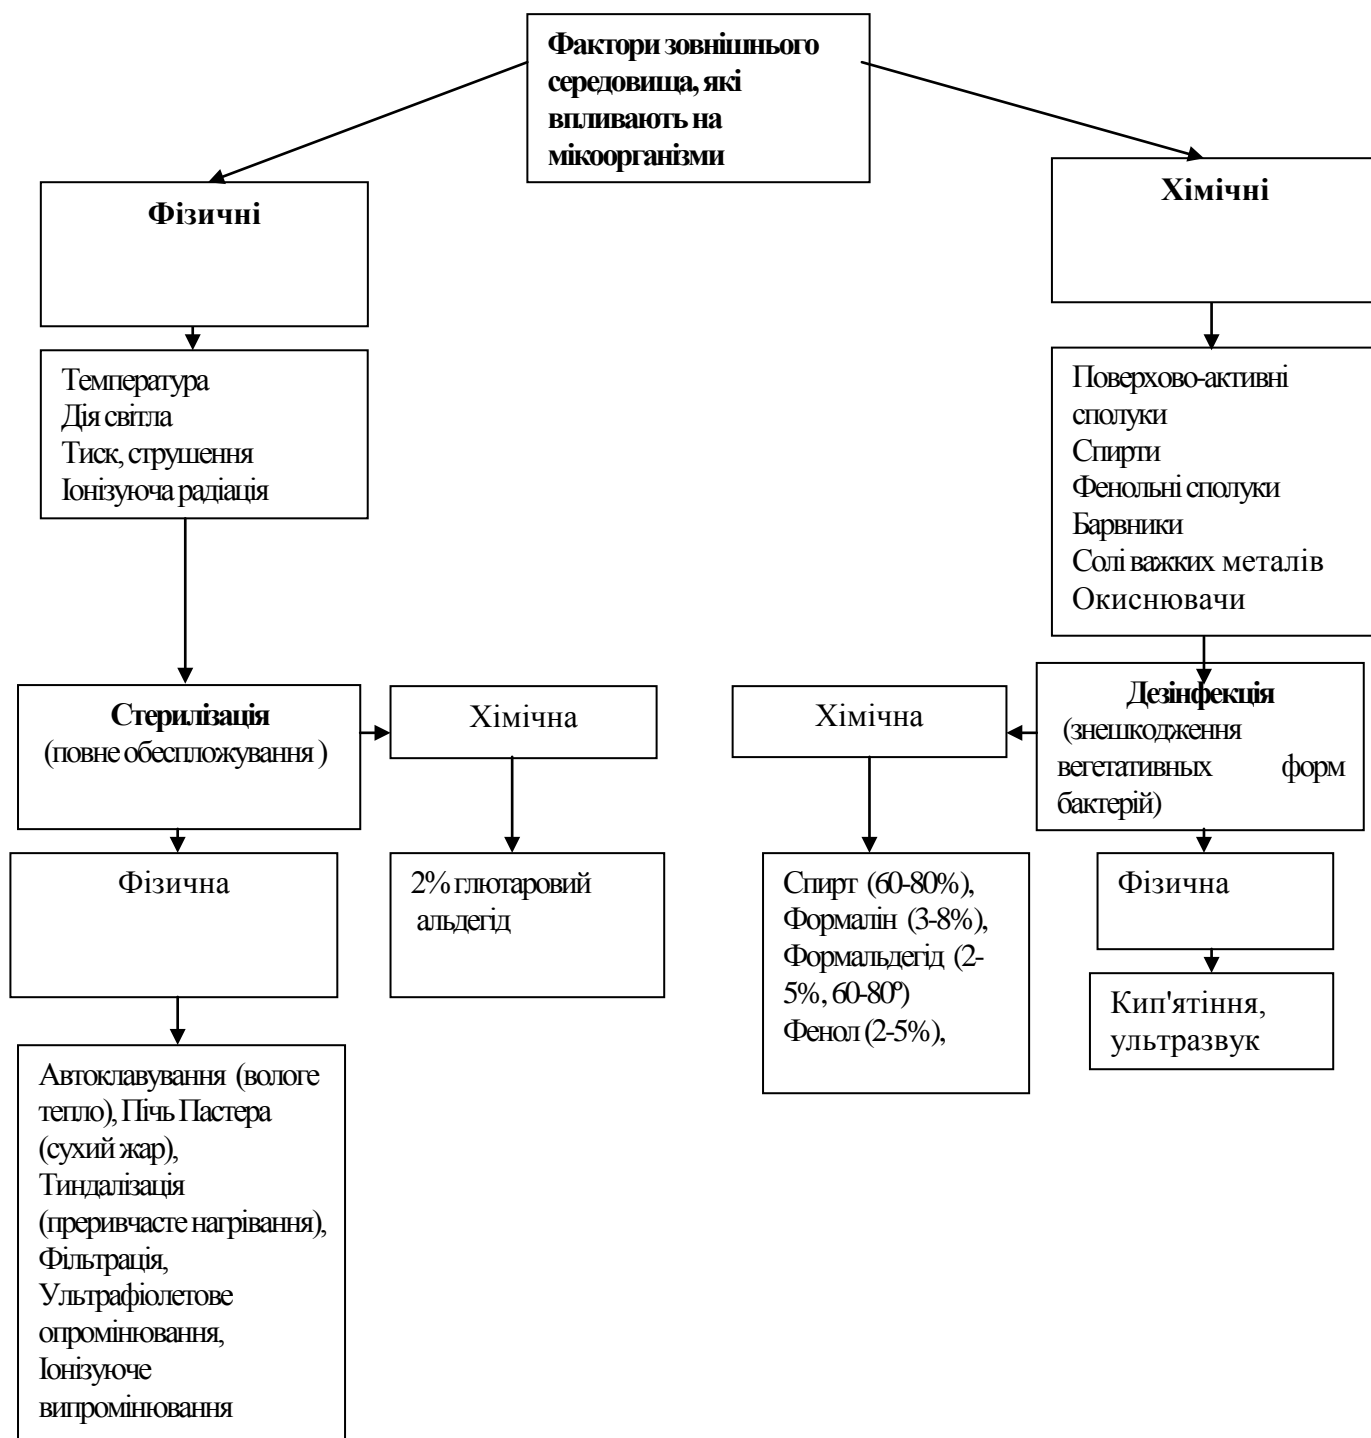 Фактори зовнішнього
середовища, які
впливають на
мікоорганізми
Фізичні
Хімічні
Температура
Дія світла
Тиск, струшення
Іонізуюча радіація
Поверхово-активні
сполуки
Спирти
Фенольні сполуки
Барвники
Солі важких металів
Окиснювачи
Стерилізація
(повне обеспложування )
Хімічна
Хімічна
Дезінфекція
(знешкодження
вегетативных форм
бактерій)
Фізична
2% глютаровий
альдегід
Спирт (60-80%),
Формалін (3-8%),
Формальдегід (2-
5%, 60-80º)
Фенол (2-5%),
Фізична
Кип'ятіння,
ультразвук
Автоклавування (вологе
тепло), Пічь Пастера
(сухий жар),
Тиндалізація
(преривчасте нагрівання),
Фільтрація,
Ультрафіолетове
опромінювання,
Іонізуюче
випромінювання